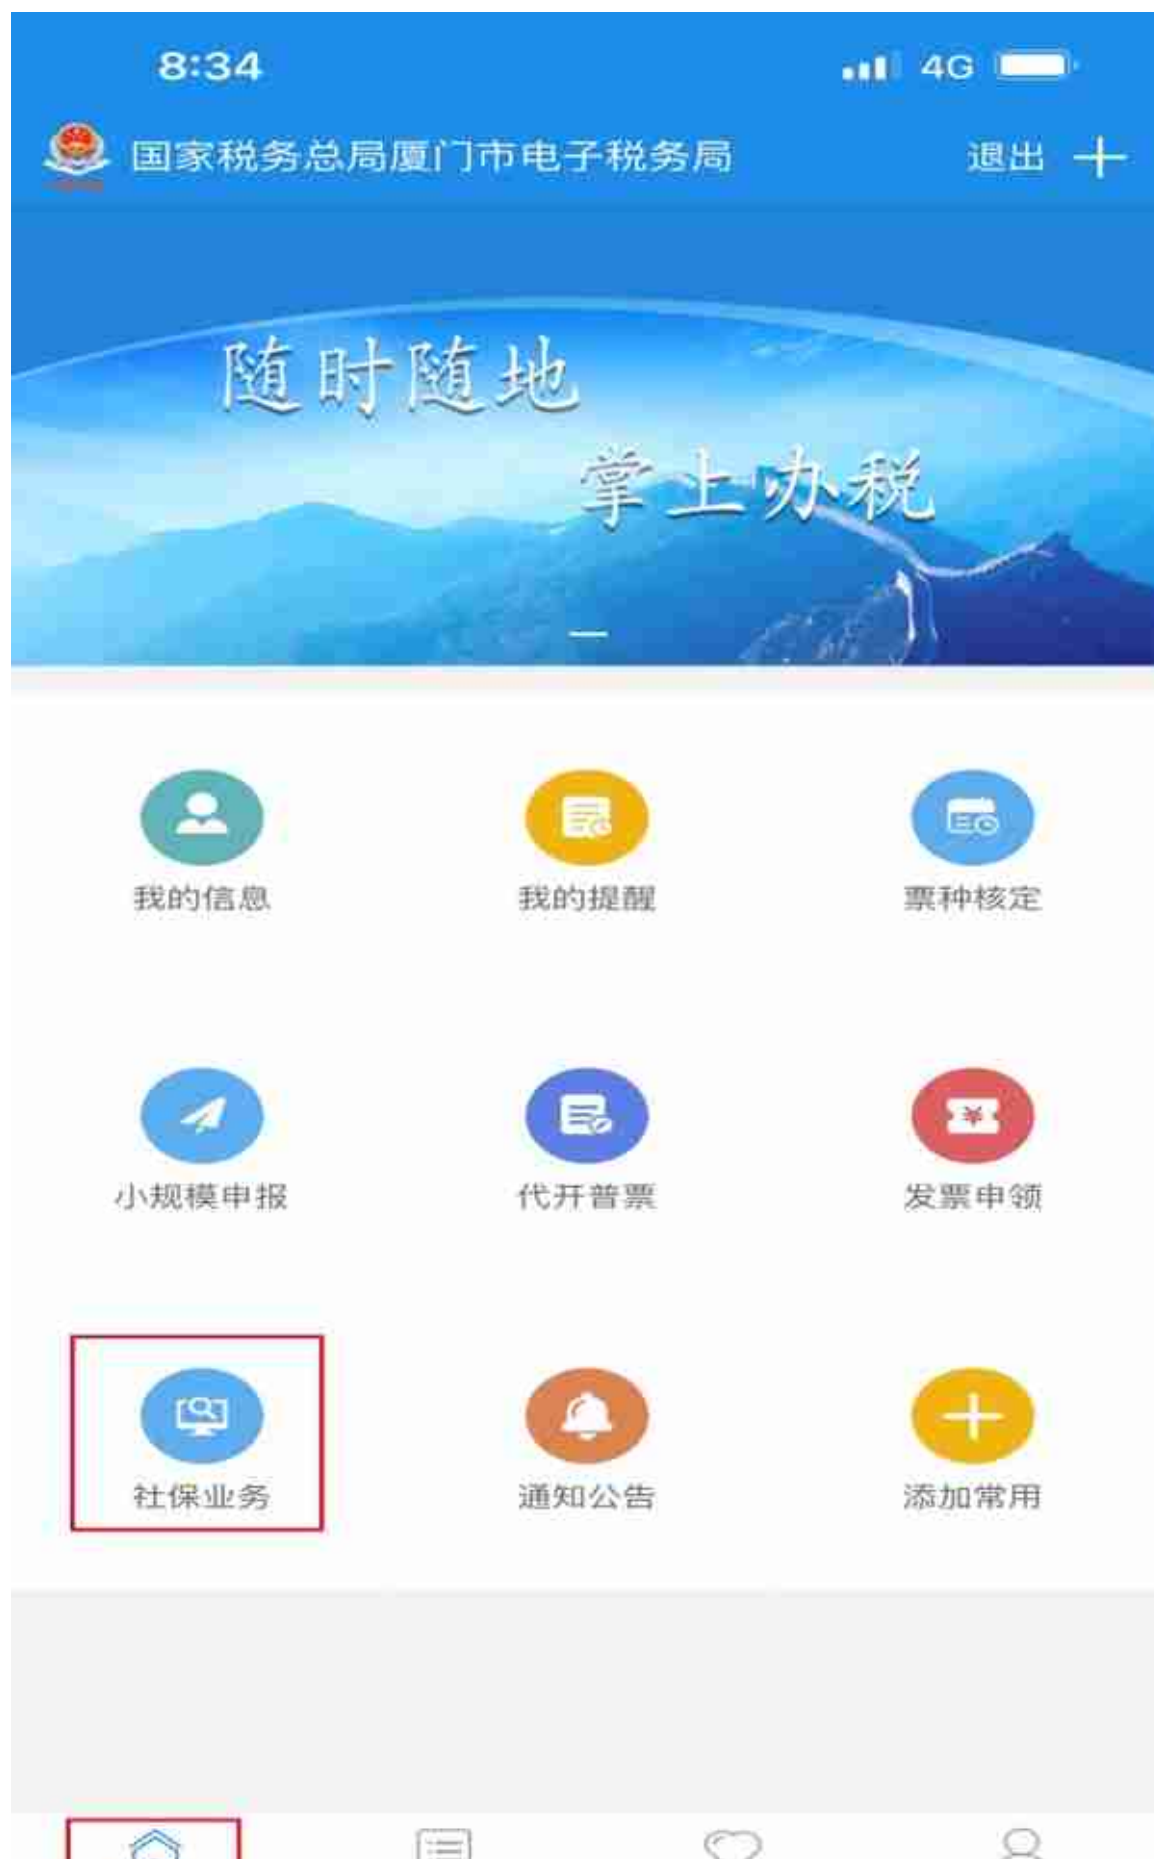 8:34 4G
国家税务总局厦门市电子税务局 退出
随时随地
掌上办税
我的信息 我的提醒 票种核定
小规模申报 代开普票 发票申领
社保业务 通知公告 添加常用